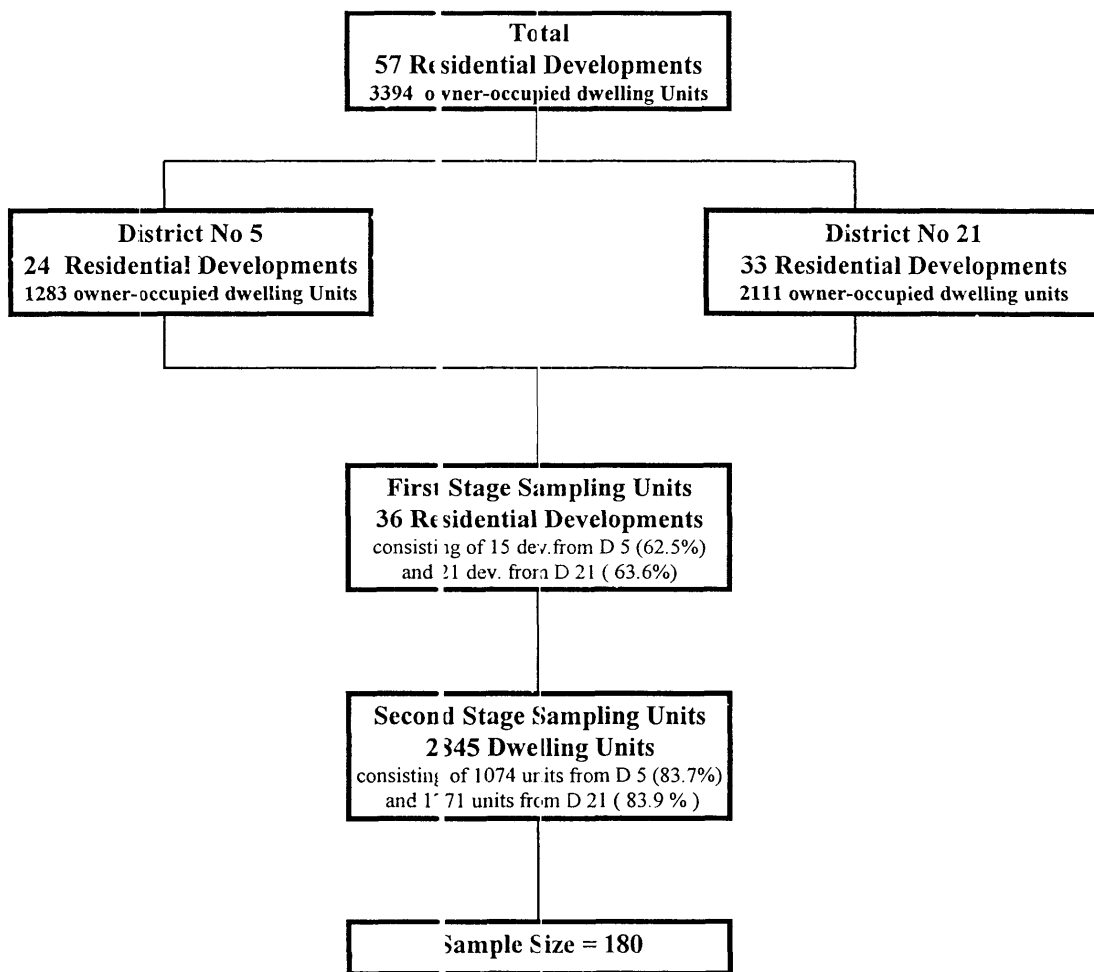 Total
57 Residential Developments
3394 owner-occupied dwelling Units
District No 5
24 Residential Developments
1283 owner-occupied dwelling Units
District No 21
33 Residential Developments
2111 owner-occupied dwelling units
First Stage Sampling Units
36 Residential Developments
consisting of 15 dev.from D 5 (62.5%)
and 21 dev. from D 21 ( 63.6%)
Second Stage Sampling Units
2845 Dwelling Units
consisting of 1074 units from D 5 (83.7%)
and 1771 units from D 21 ( 83.9 % )
Sample Size = 180